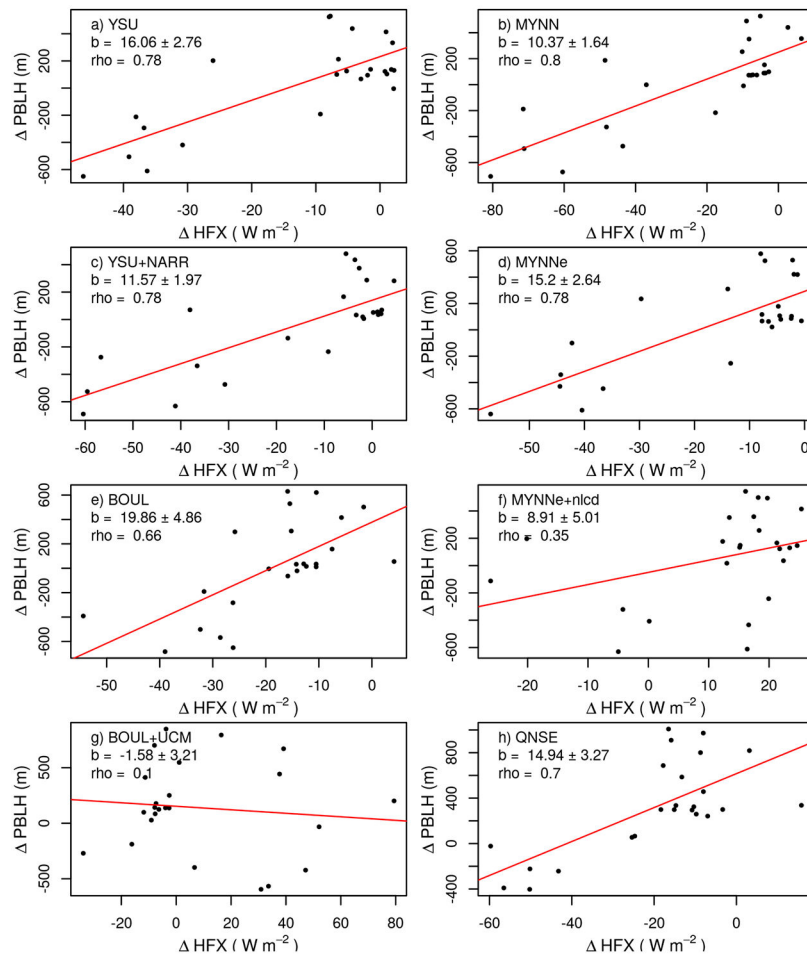 a) YSU
b = 16.06 ± 2.76
rho = 0.78
Δ PBLH (m)
-600 -200 200
-40 -30 -20 -10 0
Δ HFX ( W m⁻²)
b) MYNN
b = 10.37 ± 1.64
rho = 0.8
Δ PBLH (m)
-600 -200 200
-80 -60 -40 -20 0
Δ HFX ( W m⁻²)
c) YSU+NARR
b = 11.57 ± 1.97
rho = 0.78
Δ PBLH (m)
-600 -200 200
-60 -50 -40 -30 -20 -10 0
Δ HFX ( W m⁻²)
d) MYNNe
b = 15.2 ± 2.64
rho = 0.78
Δ PBLH (m)
-600 -200 200 600
-50 -40 -30 -20 -10 0
Δ HFX ( W m⁻²)
e) BOUL
b = 19.86 ± 4.86
rho = 0.66
Δ PBLH (m)
-600 -200 200 600
-50 -40 -30 -20 -10 0
Δ HFX ( W m⁻²)
f) MYNNe+nlcd
b = 8.91 ± 5.01
rho = 0.35
Δ PBLH (m)
-600 -200 200
-20 -10 0 10 20
Δ HFX ( W m⁻²)
g) BOUL+UCM
b = -1.58 ± 3.21
rho = 0.1
Δ PBLH (m)
-500 0 500
-20 0 20 40 60 80
Δ HFX ( W m⁻²)
h) QNSE
b = 14.94 ± 3.27
rho = 0.7
Δ PBLH (m)
-400 0 400 800
-60 -40 -20 0
Δ HFX ( W m⁻²)